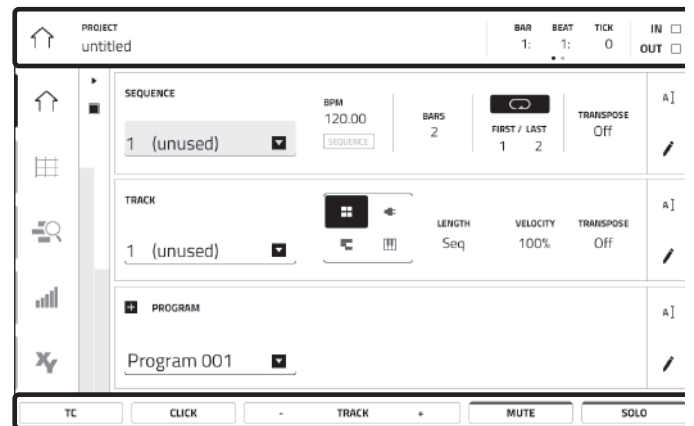 PROJECT
untitled
BAR BEAT TICK
1: 1: 0
IN
OUT
SEQUENCE
1 (unused)
BPM
120.00
SEQUENCE
BARS
2
FIRST / LAST
1 2
TRANSPOSE
Off
A
TRACK
1 (unused)
LENGTH
Seq
VELOCITY
100%
TRANSPOSE
Off
A
PROGRAM
Program 001
A
XY
TC CLICK - TRACK + MUTE SOLO